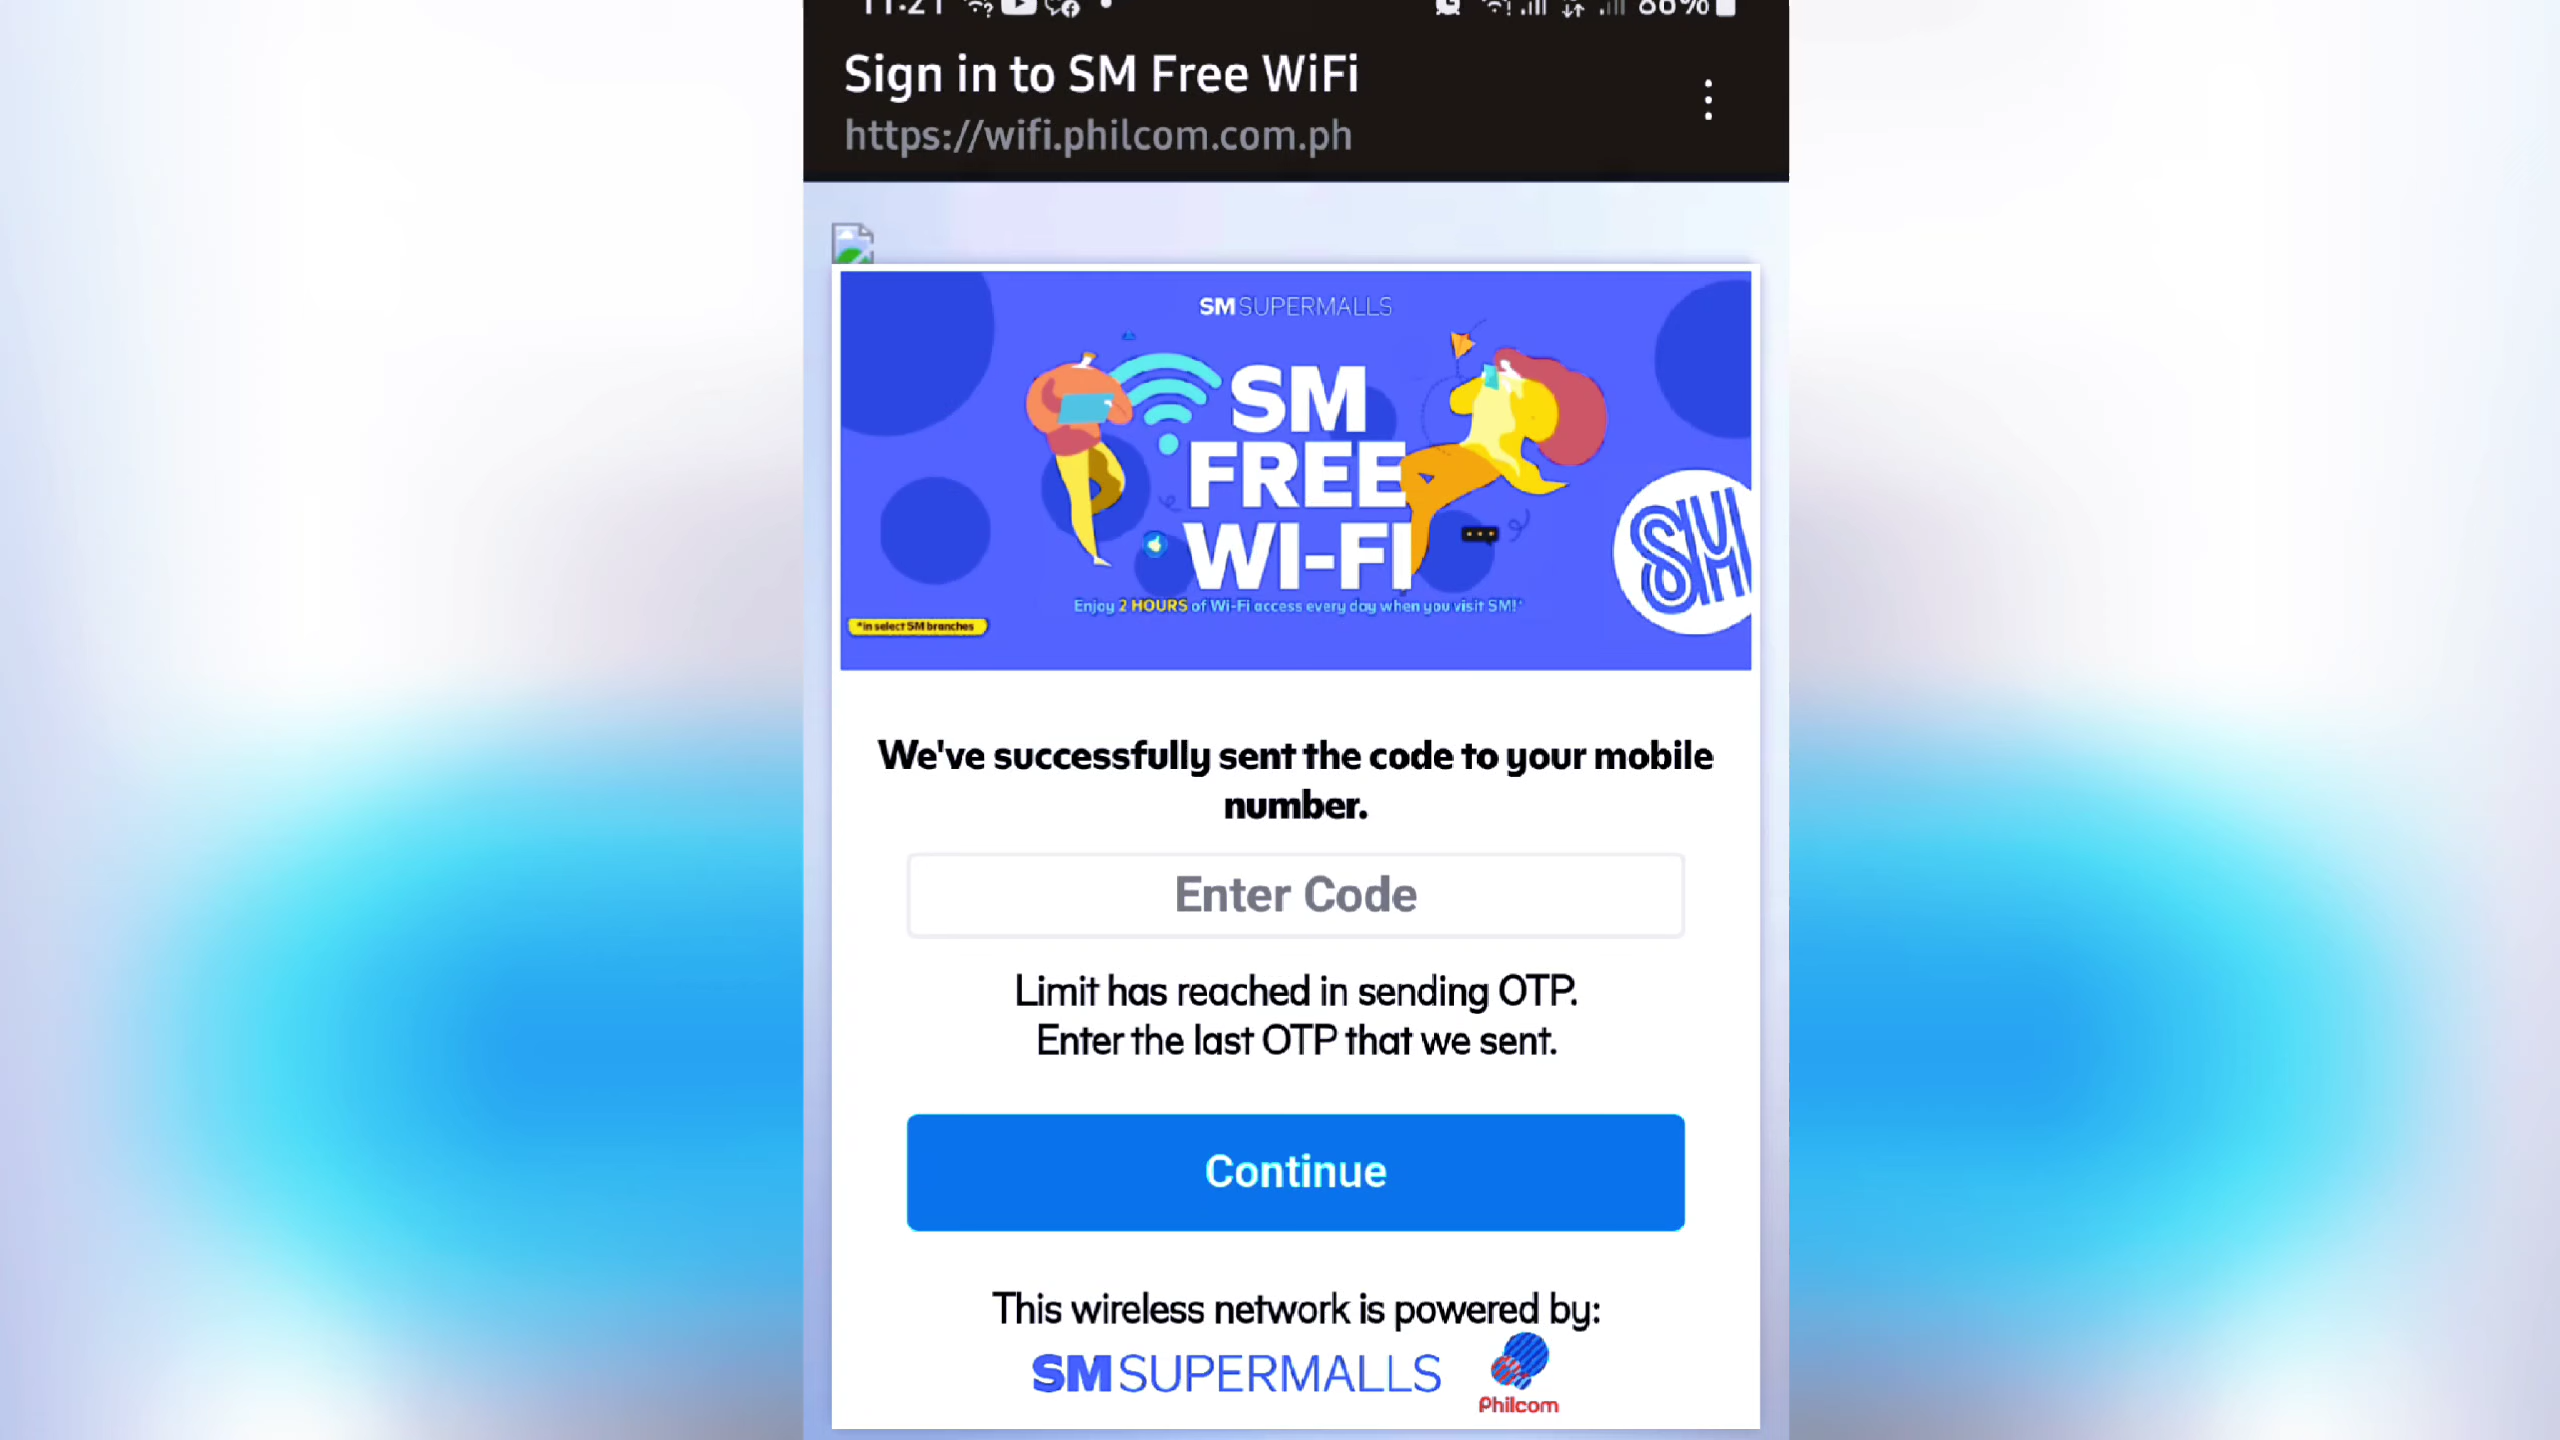 11:21 86%
Sign in to SM Free WiFi
https://wifi.philcom.com.ph
SM SUPERMALLS
SM
FREE
WI-FI
Enjoy 2 HOURS of Wi-Fi access every day when you visit SM!*
*in select SM branches
SM
We've successfully sent the code to your mobile
number.
Enter Code
Limit has reached in sending OTP.
Enter the last OTP that we sent.
Continue
This wireless network is powered by:
SM SUPERMALLS
Philcom